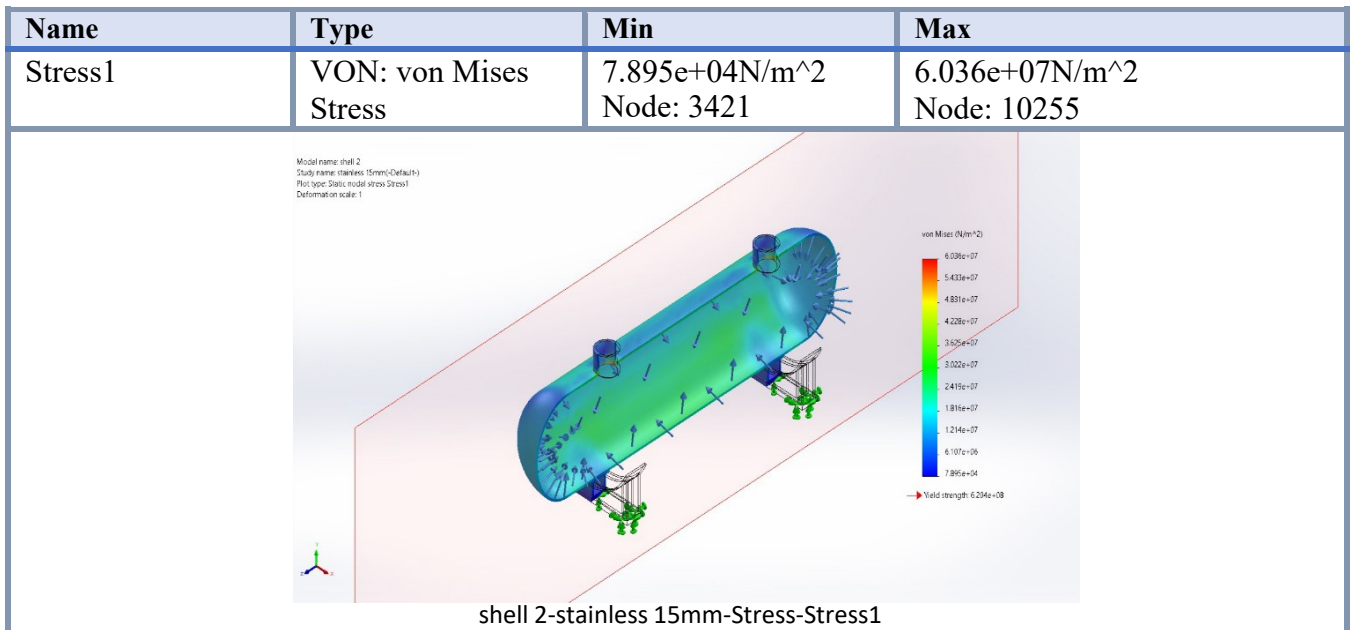 Name Type Min Max
Stress1 VON: von Mises 7.895e+04N/m^2 6.036e+07N/m^2
Stress Node: 3421 Node: 10255
Model name: shell 2
Study name: stainless 15mm(-Default-)
Plot type: Static nodal stress Stress1
Deformation scale: 1
von Mises (N/m^2)
6.036e+07
5.433e+07
4.831e+07
4.228e+07
3.625e+07
3.022e+07
2.419e+07
1.816e+07
1.214e+07
6.107e+06
7.895e+04
Yield strength: 6.204e+08
shell 2-stainless 15mm-Stress-Stress1